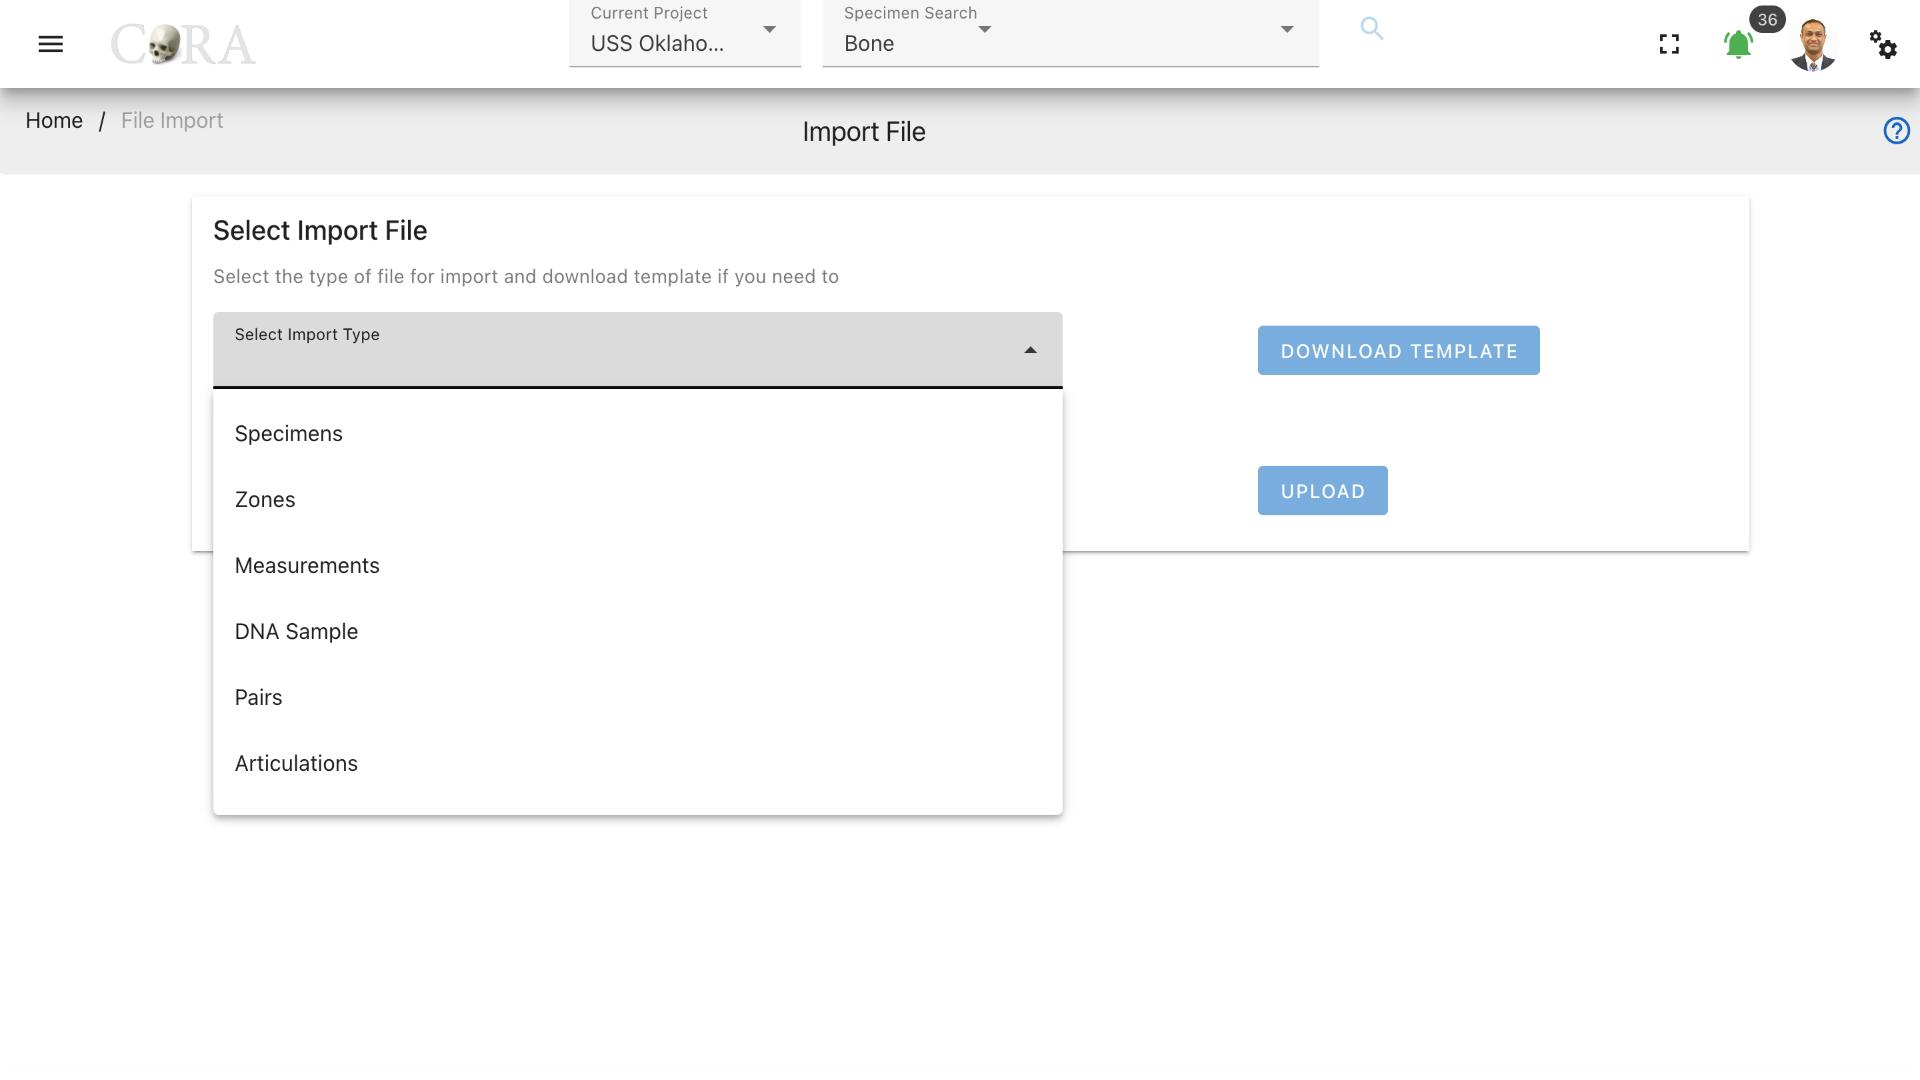 CORA
Current Project
USS Oklaho...
Specimen Search
Bone
36
Home / File Import
Import File
Select Import File
Select the type of file for import and download template if you need to
Select Import Type
DOWNLOAD TEMPLATE
Specimens
Zones
UPLOAD
Measurements
DNA Sample
Pairs
Articulations